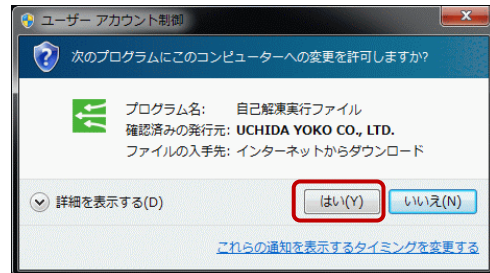 ユーザー アカウント制御
次のプログラムにこのコンピューターへの変更を許可しますか?
プログラム名: 自己解凍実行ファイル
確認済みの発行元: UCHIDA YOKO CO., LTD.
ファイルの入手先: インターネットからダウンロード
詳細を表示する(D) はい(Y) いいえ(N)
これらの通知を表示するタイミングを変更する